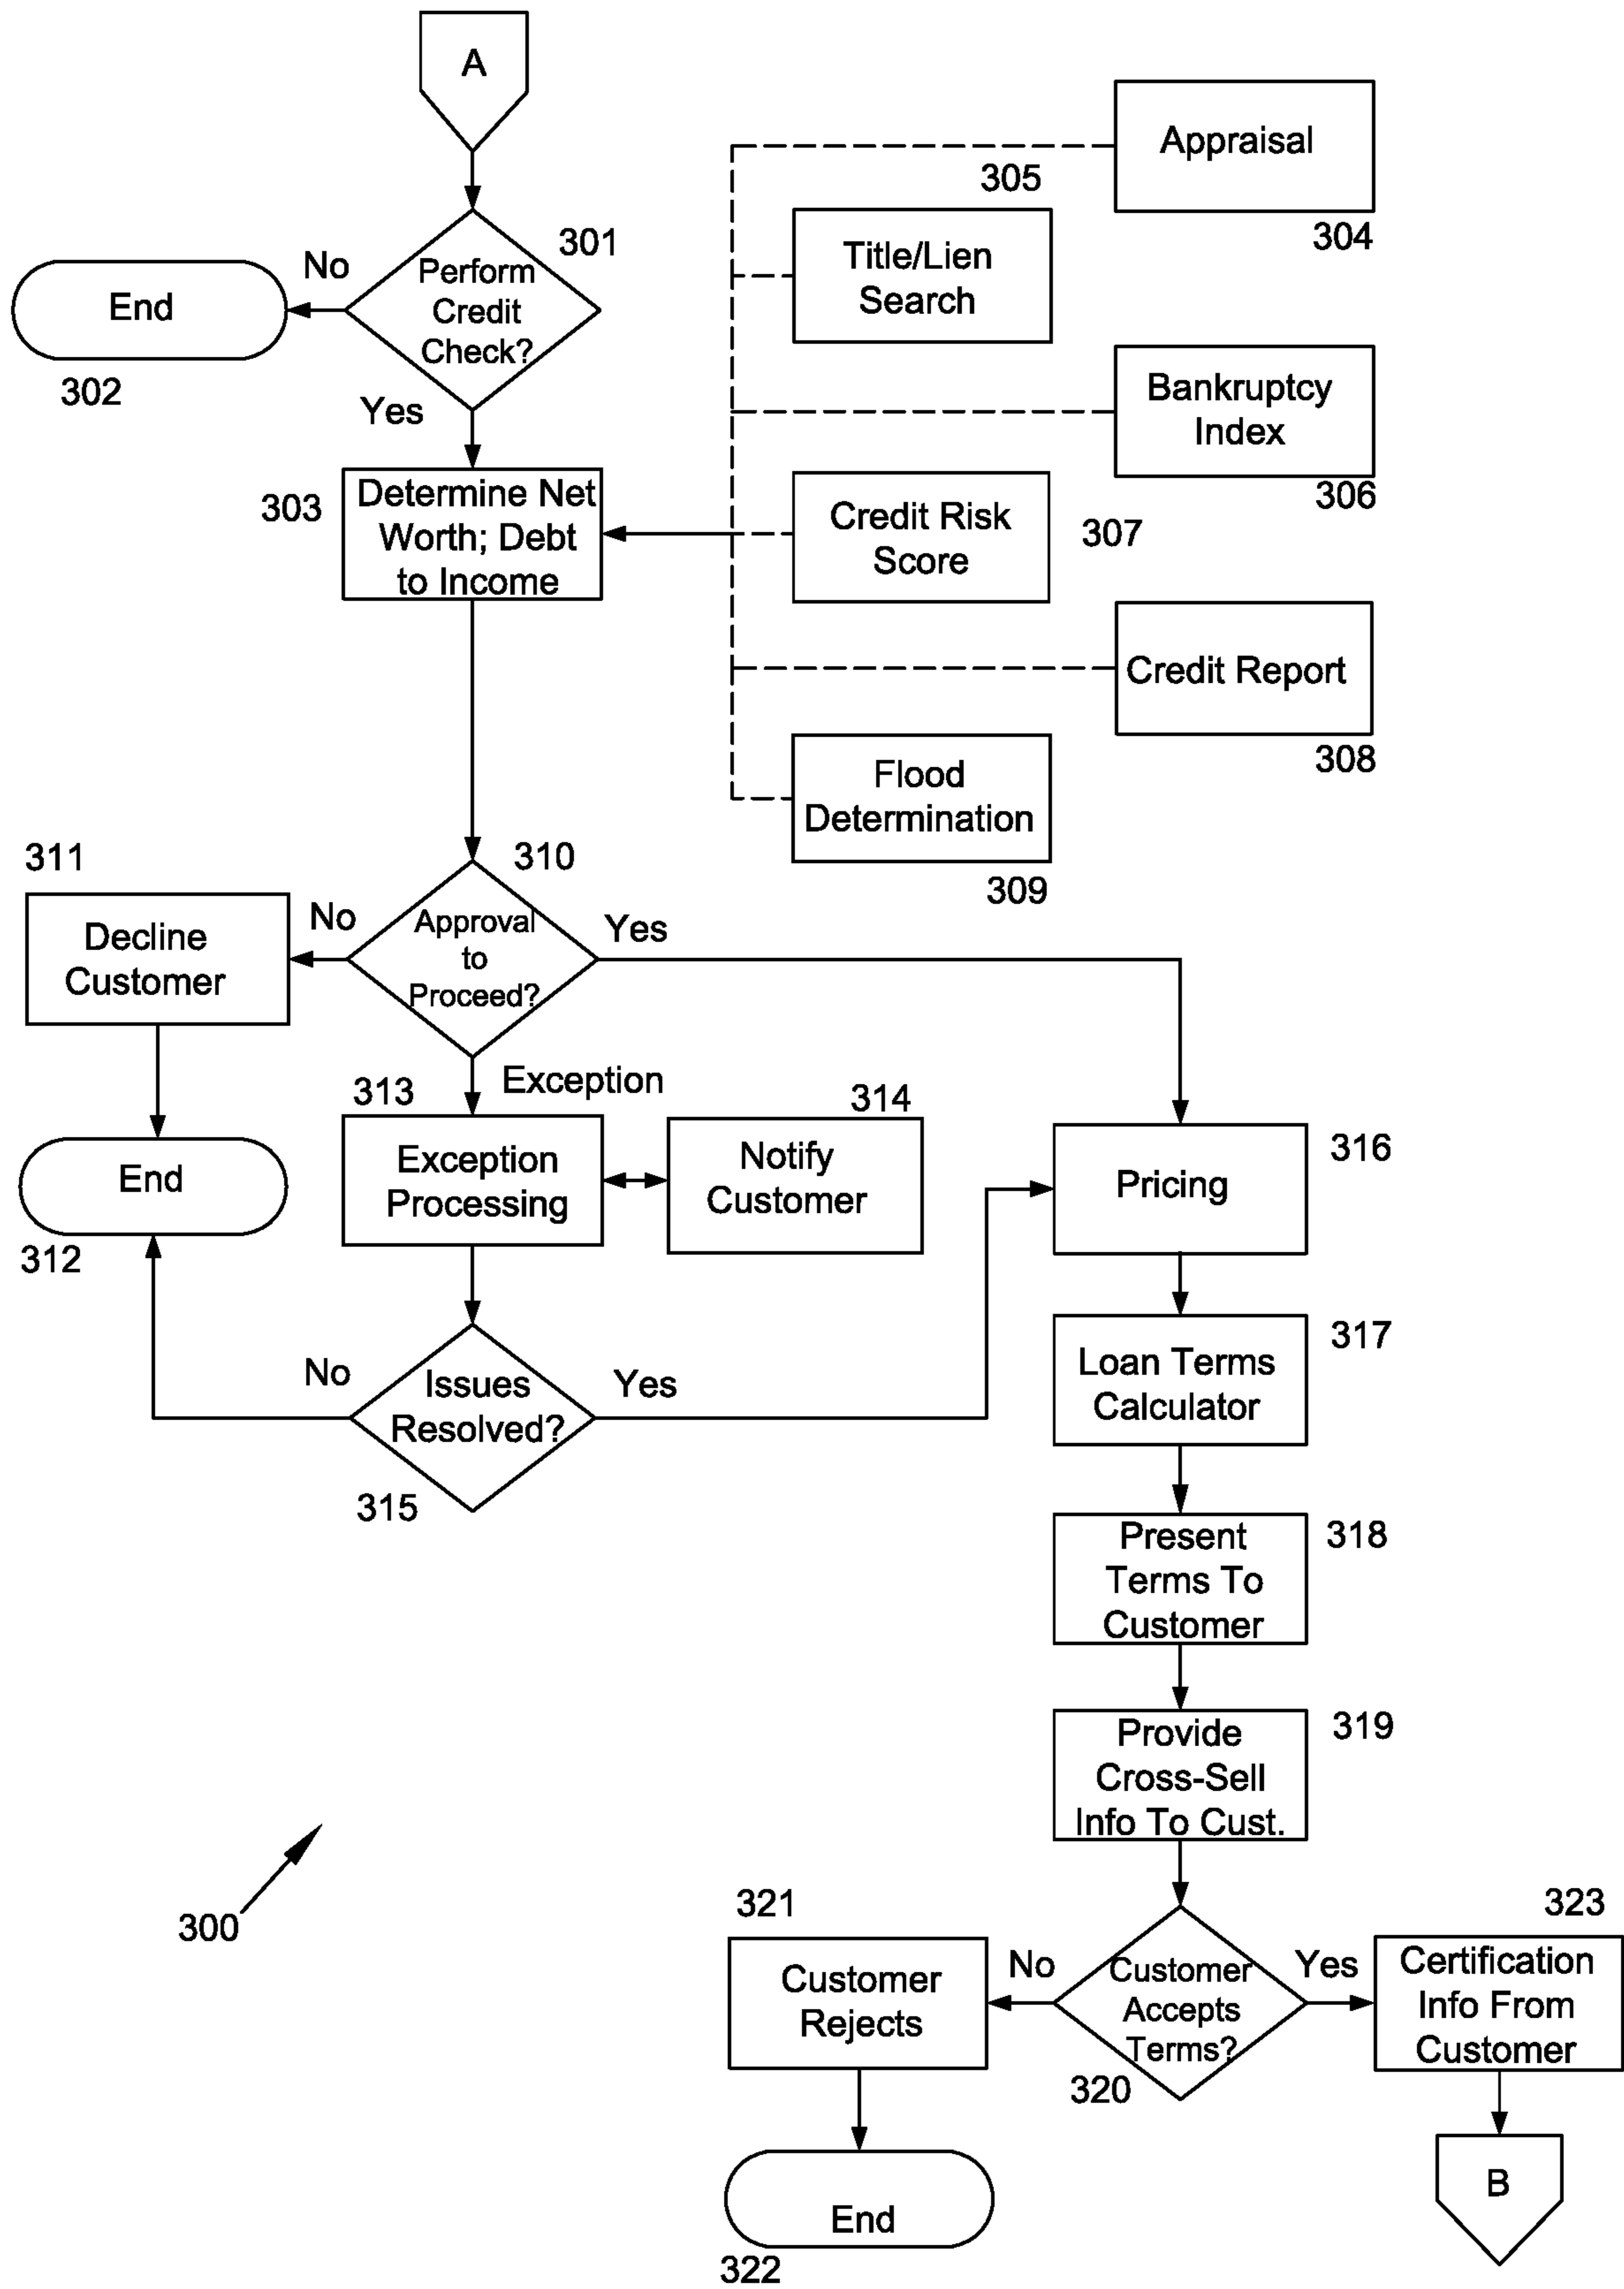 A
Appraisal
304
305
Title/Lien
Search
301
Perform
Credit
Check?
No
End
302
Yes
Bankruptcy
Index
306
303
Determine Net
Worth; Debt
to Income
Credit Risk
Score
307
Credit Report
308
Flood
Determination
309
310
Approval
to
Proceed?
311
No
Decline
Customer
Yes
Exception
End
312
313
Exception
Processing
314
Notify
Customer
316
Pricing
No
Issues
Resolved?
Yes
315
317
Loan Terms
Calculator
318
Present
Terms To
Customer
319
Provide
Cross-Sell
Info To Cust.
300
321
Customer
Rejects
No
Customer
Accepts
Terms?
320
Yes
323
Certification
Info From
Customer
End
322
B